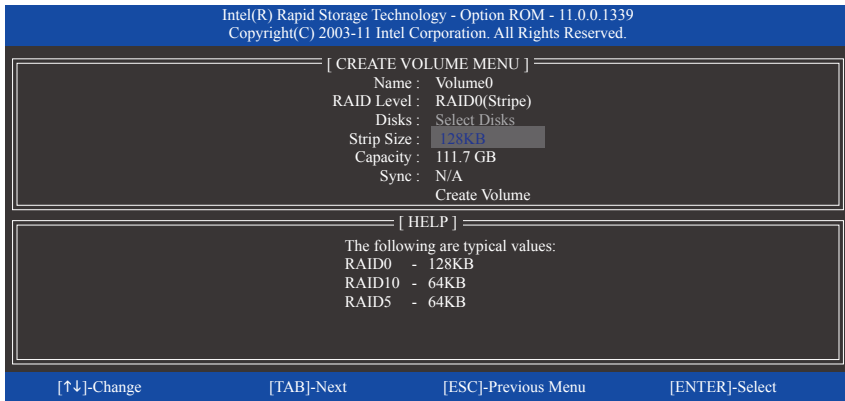 Intel(R) Rapid Storage Technology - Option ROM - 11.0.0.1339
Copyright(C) 2003-11 Intel Corporation. All Rights Reserved.
[ CREATE VOLUME MENU ]
Name : Volume0
RAID Level : RAID0(Stripe)
Disks : Select Disks
Strip Size : 128KB
Capacity : 111.7 GB
Sync : N/A
Create Volume
[ HELP ]
The following are typical values:
RAID0 - 128KB
RAID10 - 64KB
RAID5 - 64KB
[↑↓]-Change [TAB]-Next [ESC]-Previous Menu [ENTER]-Select